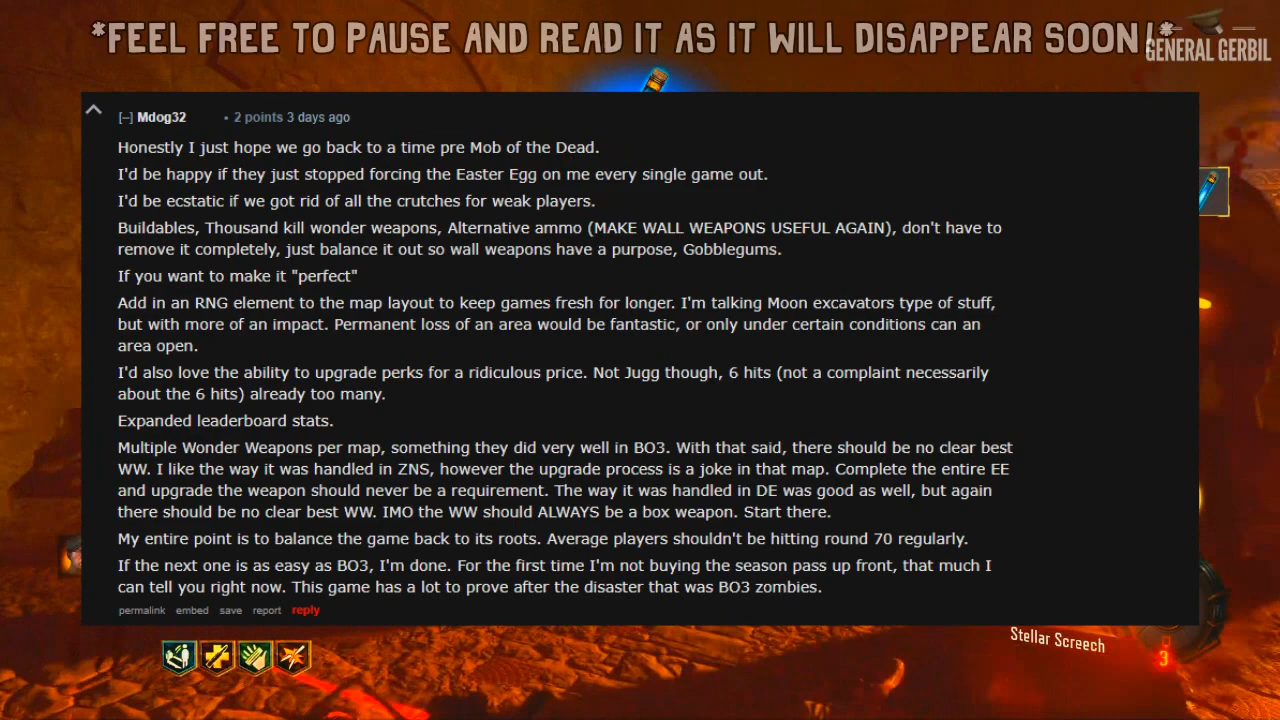 *FEEL FREE TO PAUSE AND READ IT AS IT WILL DISAPPEAR SOON!*
GENERAL GERBIL
[–] Mdog32 • 2 points 3 days ago
Honestly I just hope we go back to a time pre Mob of the Dead.
I'd be happy if they just stopped forcing the Easter Egg on me every single game out.
I'd be ecstatic if we got rid of all the crutches for weak players.
Buildables, Thousand kill wonder weapons, Alternative ammo (MAKE WALL WEAPONS USEFUL AGAIN), don't have to
remove it completely, just balance it out so wall weapons have a purpose, Gobblegums.
If you want to make it "perfect"
Add in an RNG element to the map layout to keep games fresh for longer. I'm talking Moon excavators type of stuff,
but with more of an impact. Permanent loss of an area would be fantastic, or only under certain conditions can an
area open.
I'd also love the ability to upgrade perks for a ridiculous price. Not Jugg though, 6 hits (not a complaint necessarily
about the 6 hits) already too many.
Expanded leaderboard stats.
Multiple Wonder Weapons per map, something they did very well in BO3. With that said, there should be no clear best
WW. I like the way it was handled in ZNS, however the upgrade process is a joke in that map. Complete the entire EE
and upgrade the weapon should never be a requirement. The way it was handled in DE was good as well, but again
there should be no clear best WW. IMO the WW should ALWAYS be a box weapon. Start there.
My entire point is to balance the game back to its roots. Average players shouldn't be hitting round 70 regularly.
If the next one is as easy as BO3, I'm done. For the first time I'm not buying the season pass up front, that much I
can tell you right now. This game has a lot to prove after the disaster that was BO3 zombies.
permalink embed save report reply
Stellar Screech
3